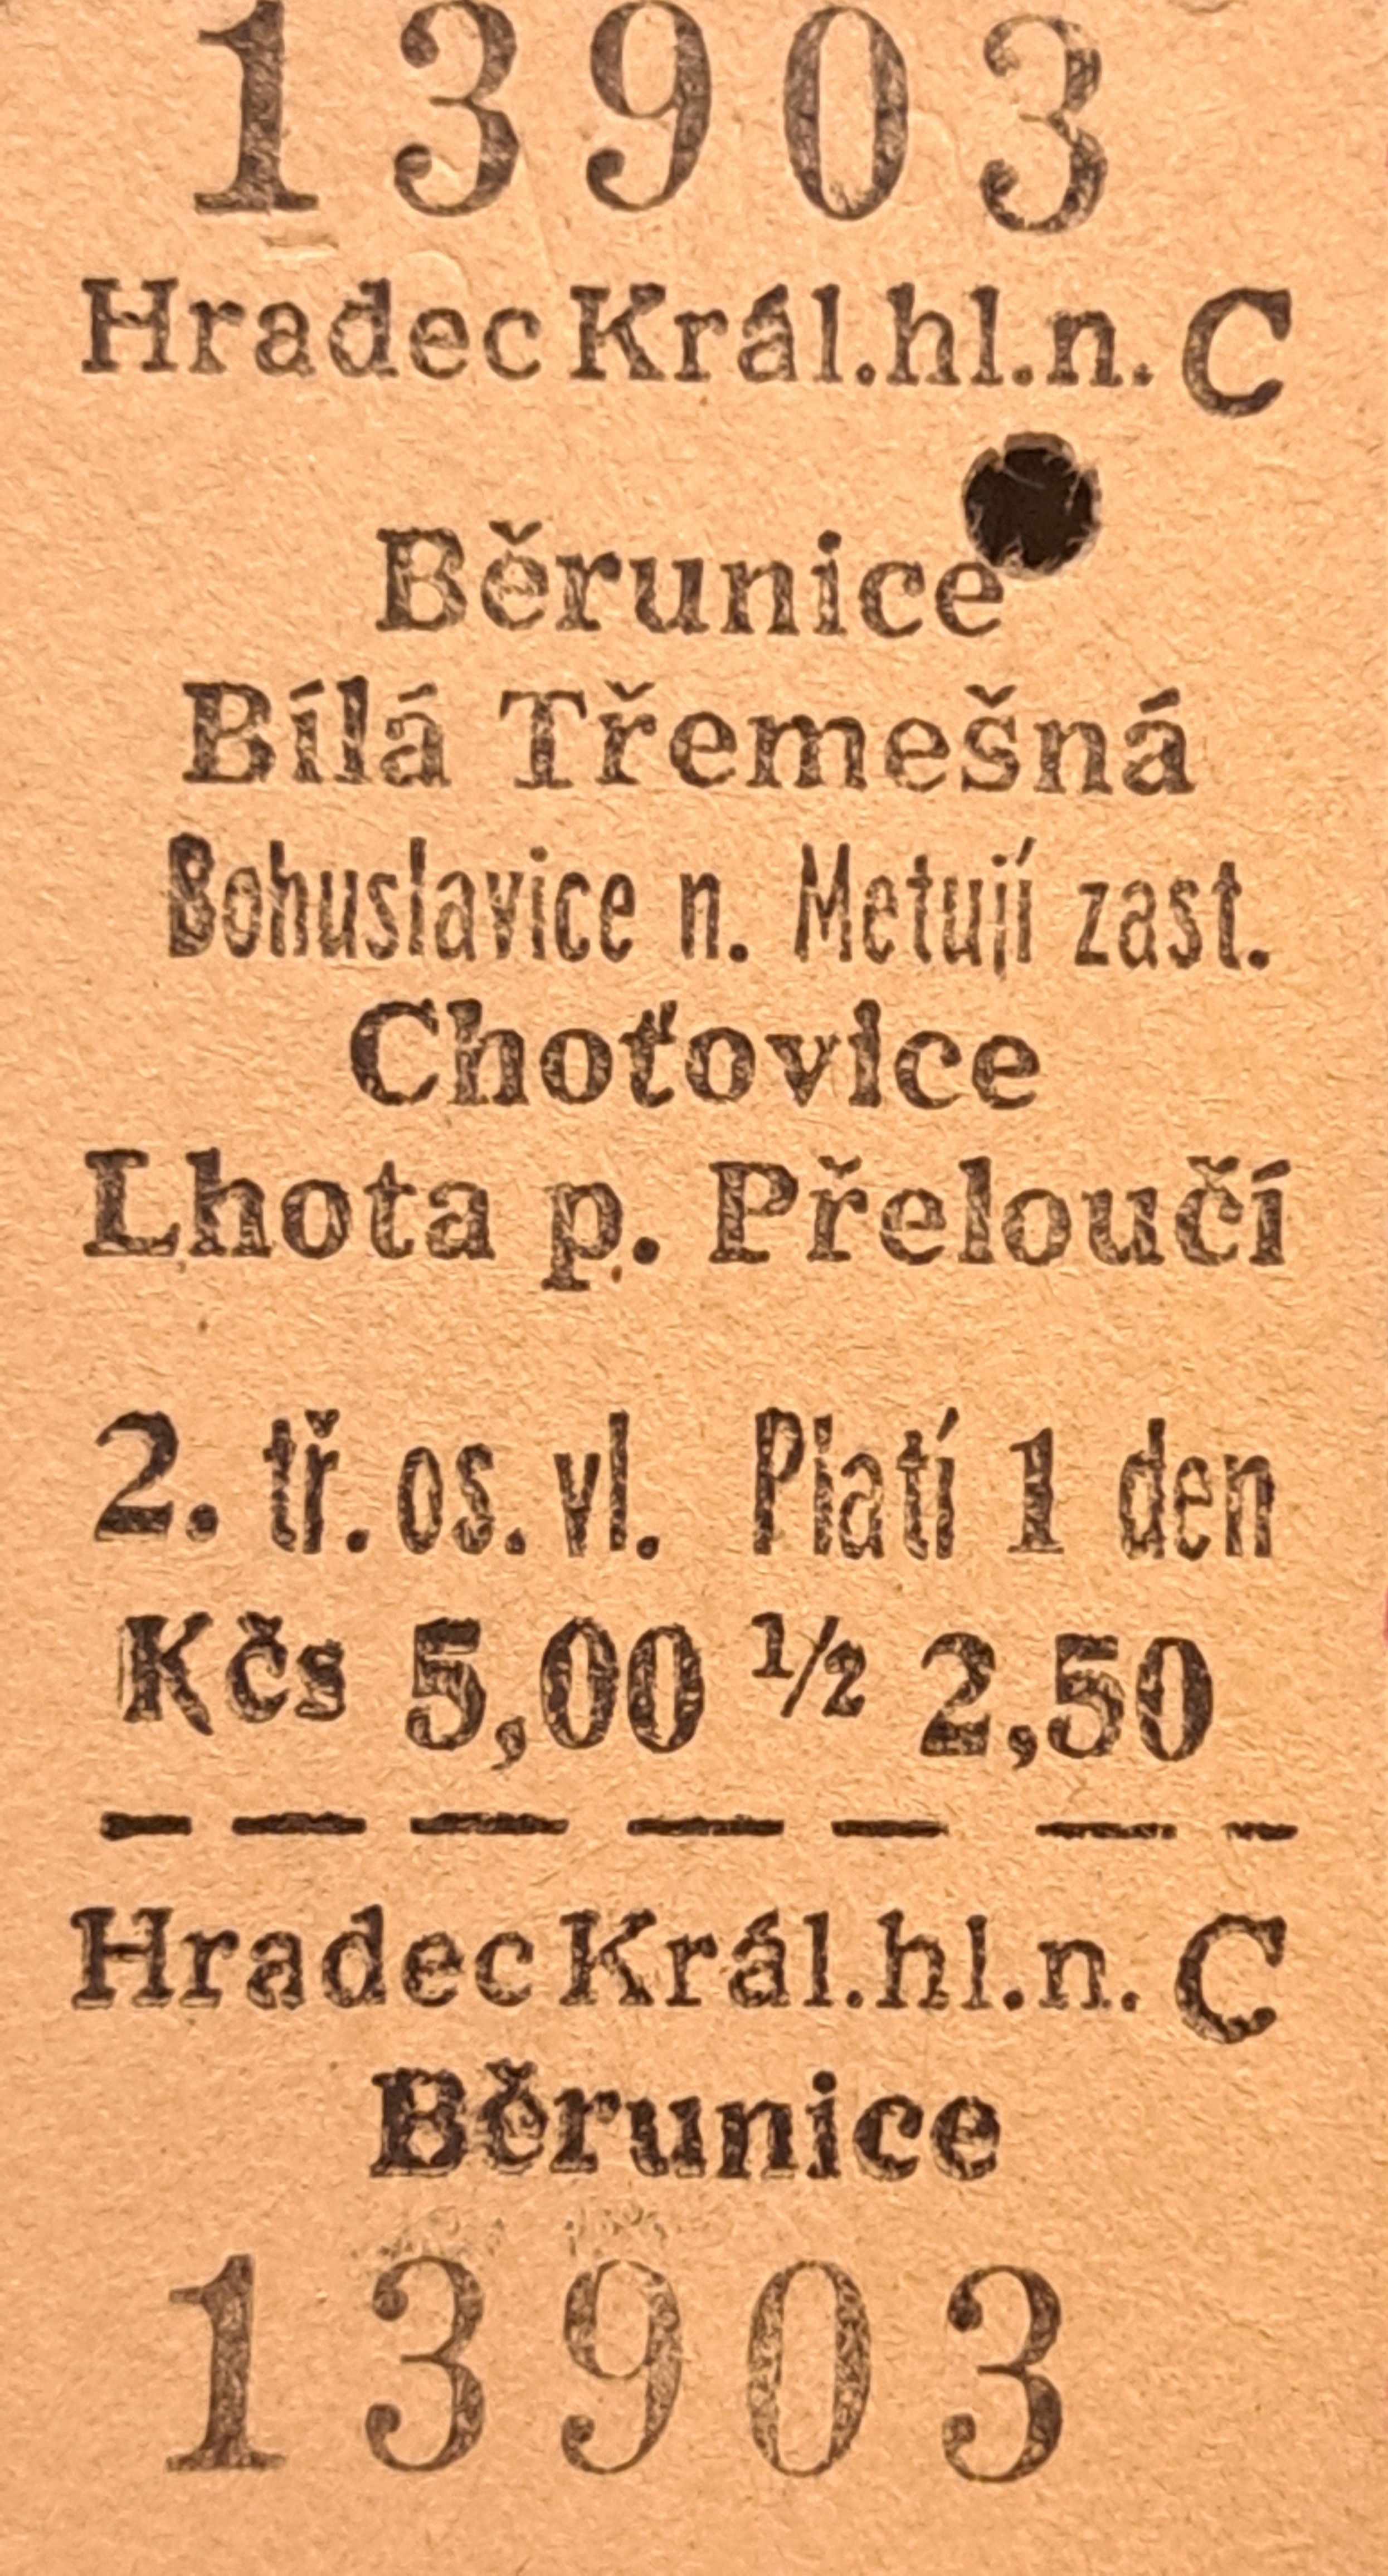 13903
Hradec Král.hl.n. C
Běrunice
Bílá Třemešná
Bohuslavice n. Metují zast.
Choťovice
Lhota p. Přeloučí
2. tř. os. vl. Platí 1 den
Kčs 5,00 ½ 2,50
Hradec Král.hl.n. C
Běrunice
13903